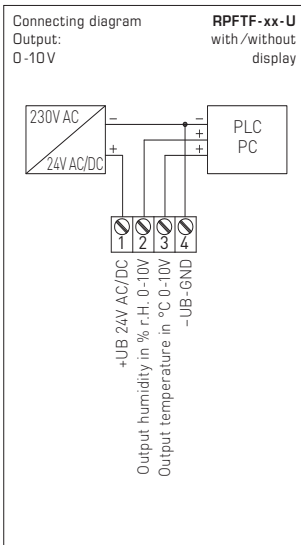 Connecting diagram
Output:
0-10 V
RPFTF-xx-U
with/without
display
230V AC
24V AC/DC
–
+
–
+
+
PLC
PC
1
2
3
4
+UB 24V AC/DC
Output humidity in % r.H. 0-10V
Output temperature in °C 0-10V
–UB-GND